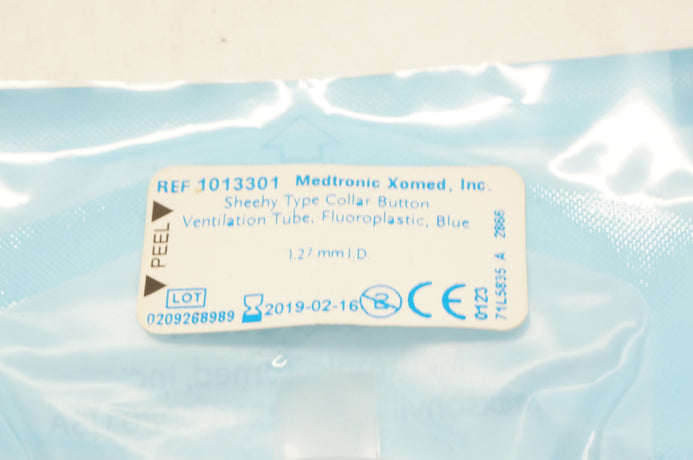 REF 1013301 Medtronic Xomed, Inc.
Sheehy Type Collar Button
Ventilation Tube, Fluoroplastic, Blue
1.27 mm I.D.
PEEL
LOT
0209268989
2019-02-16
2
CE
0123
71L5835 A 2866